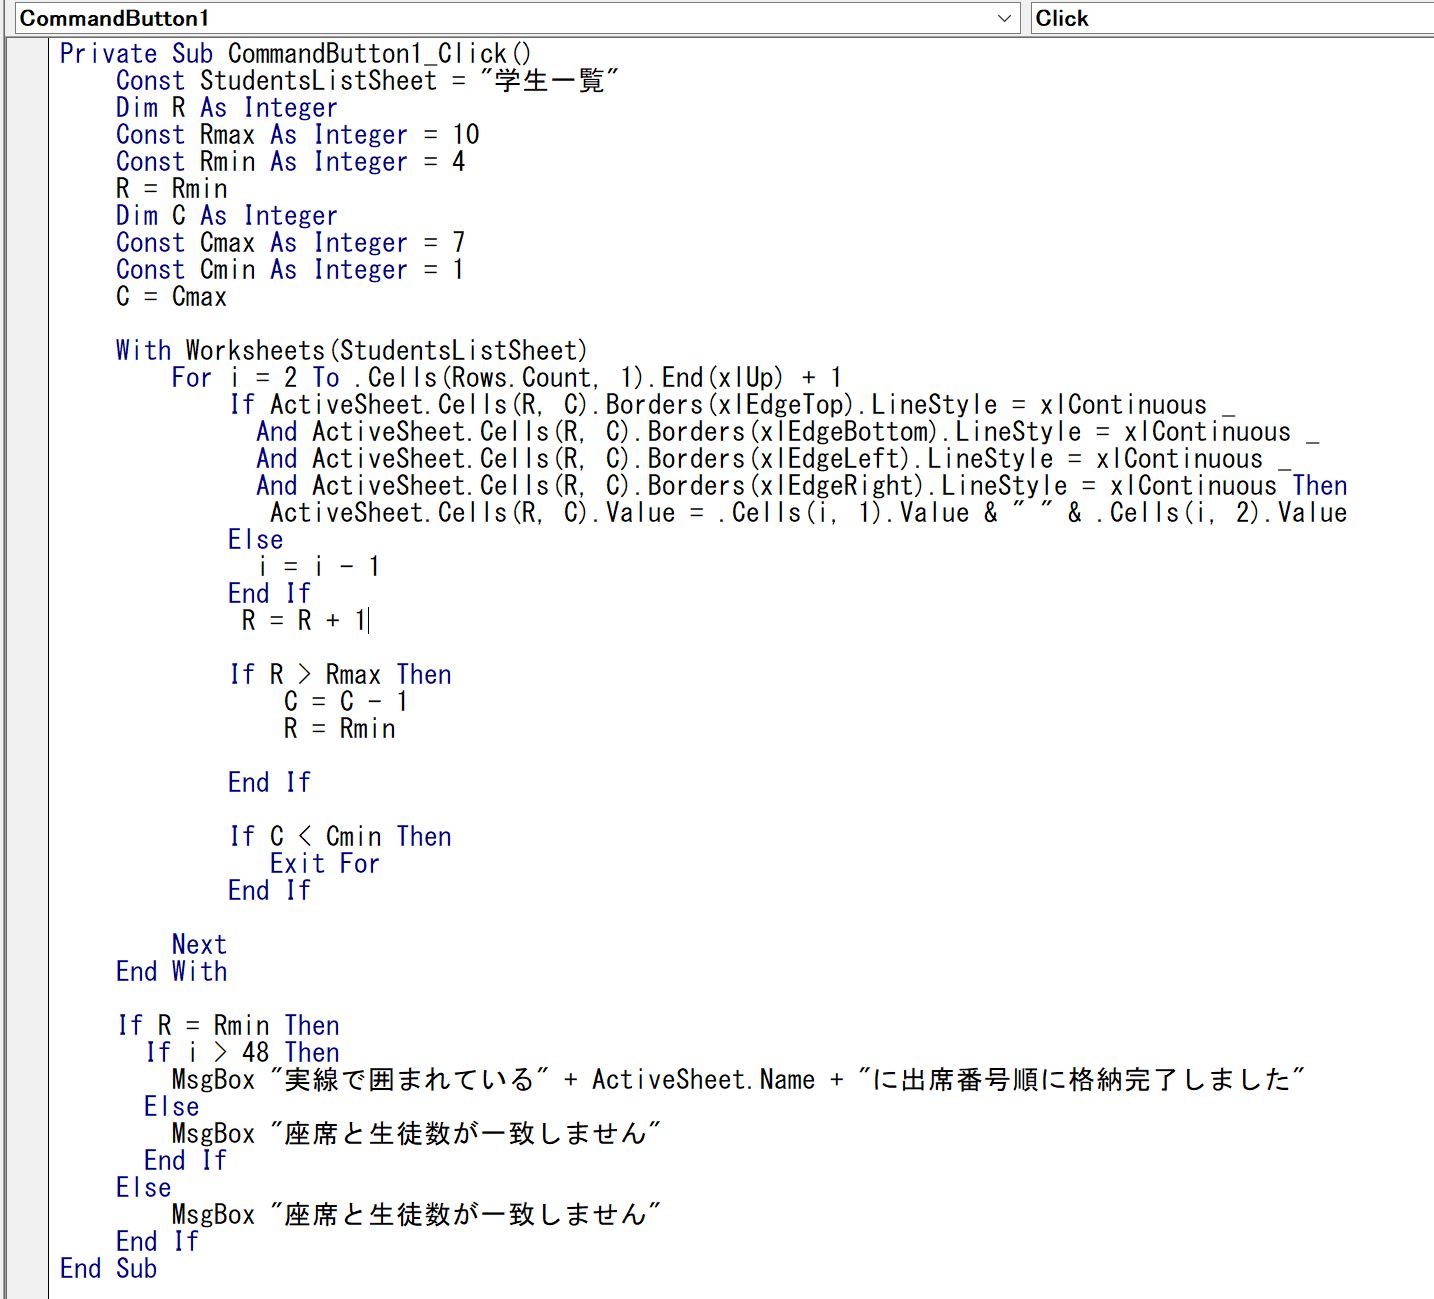 CommandButton1
Click
Private Sub CommandButton1_Click()
    Const StudentsListSheet = "学生一覧"
    Dim R As Integer
    Const Rmax As Integer = 10
    Const Rmin As Integer = 4
    R = Rmin
    Dim C As Integer
    Const Cmax As Integer = 7
    Const Cmin As Integer = 1
    C = Cmax
    With Worksheets(StudentsListSheet)
        For i = 2 To .Cells(Rows.Count, 1).End(xlUp) + 1
            If ActiveSheet.Cells(R, C).Borders(xlEdgeTop).LineStyle = xlContinuous _
              And ActiveSheet.Cells(R, C).Borders(xlEdgeBottom).LineStyle = xlContinuous _
              And ActiveSheet.Cells(R, C).Borders(xlEdgeLeft).LineStyle = xlContinuous _
              And ActiveSheet.Cells(R, C).Borders(xlEdgeRight).LineStyle = xlContinuous Then
               ActiveSheet.Cells(R, C).Value = .Cells(i, 1).Value & " " & .Cells(i, 2).Value
            Else
              i = i - 1
            End If
             R = R + 1
            If R > Rmax Then
                C = C - 1
                R = Rmin
            End If
            If C < Cmin Then
               Exit For
            End If
        Next
    End With
    If R = Rmin Then
      If i > 48 Then
        MsgBox "実線で囲まれている" + ActiveSheet.Name + "に出席番号順に格納完了しました"
      Else
        MsgBox "座席と生徒数が一致しません"
      End If
    Else
        MsgBox "座席と生徒数が一致しません"
    End If
End Sub